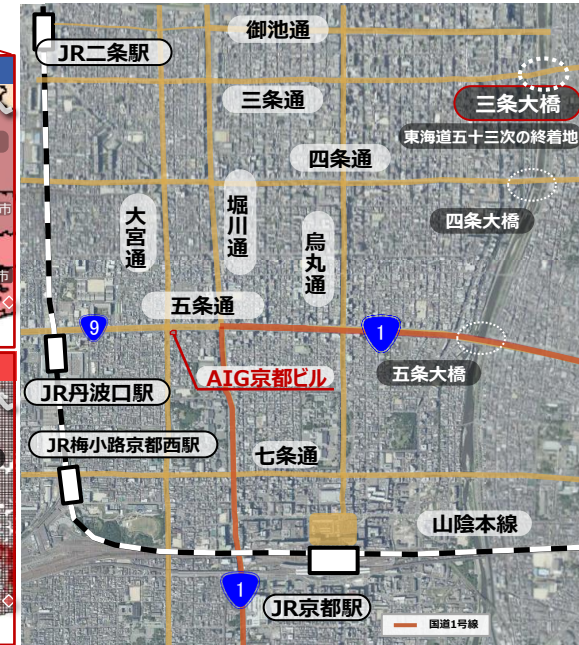 御池通
JR二条駅
三条通
三条大橋
東海道五十三次の終着地
四条通
大宮通
堀川通
烏丸通
四条大橋
市
市
五条通
9
1
五条大橋
AIG京都ビル
JR丹波口駅
JR梅小路京都西駅
七条通
山陰本線
1
JR京都駅
国道1号線